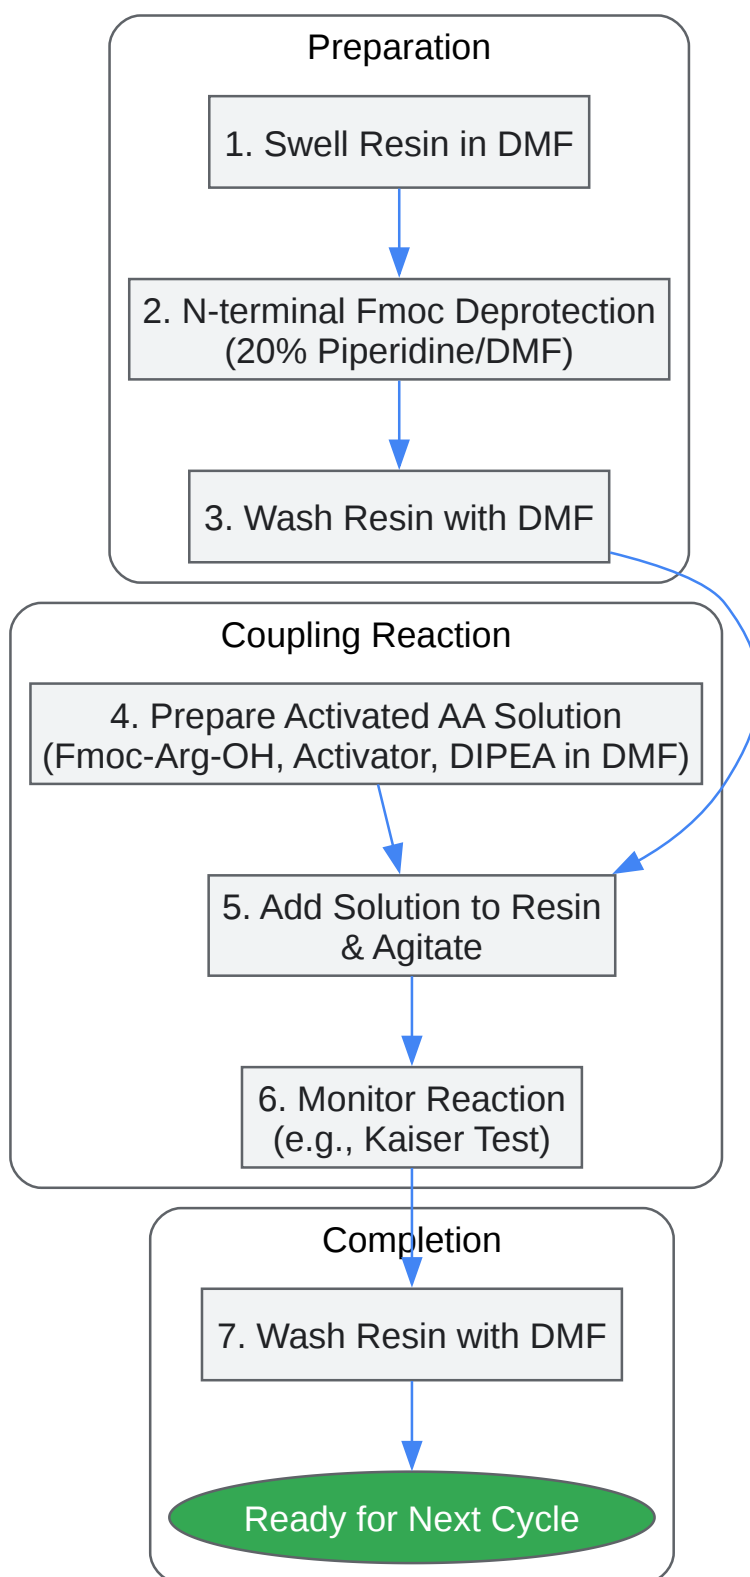 Preparation
1. Swell Resin in DMF
2. N-terminal Fmoc Deprotection
(20% Piperidine/DMF)
3. Wash Resin with DMF
Coupling Reaction
4. Prepare Activated AA Solution
(Fmoc-Arg-OH, Activator, DIPEA in DMF)
5. Add Solution to Resin
& Agitate
6. Monitor Reaction
(e.g., Kaiser Test)
Completion
7. Wash Resin with DMF
Ready for Next Cycle